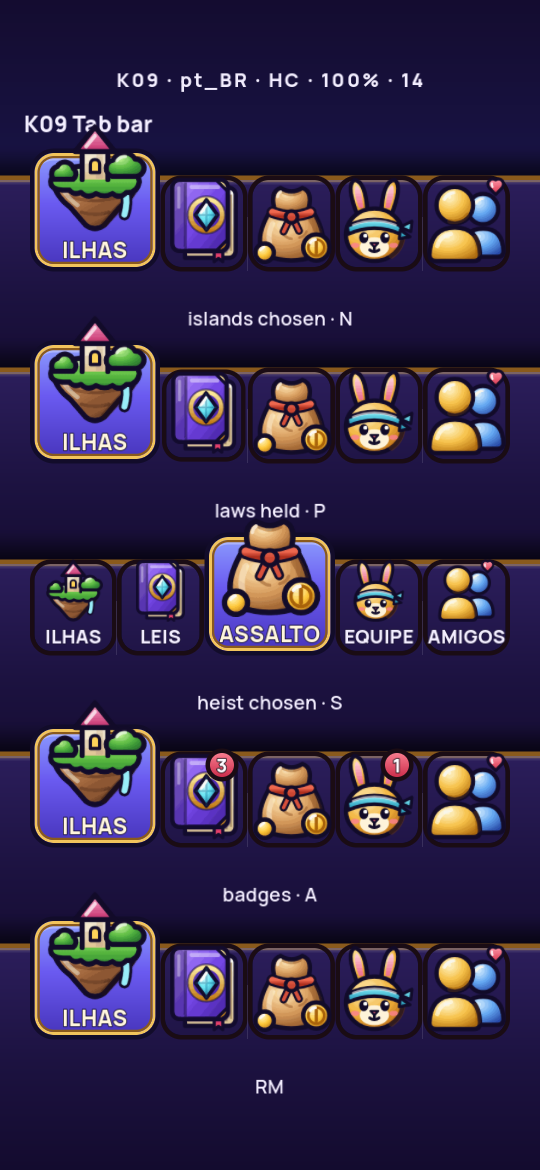 K09 · pt_BR · HC · 100% · 14
K09 Tab bar
ILHAS
islands chosen · N
ILHAS
laws held · P
ILHAS LEIS ASSALTO EQUIPE AMIGOS
heist chosen · S
3 1
ILHAS
badges · A
ILHAS
RM